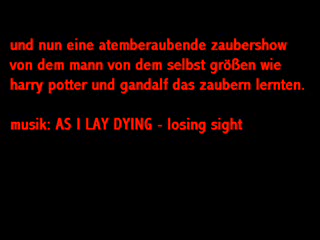 und nun eine atemberaubende zaubershow
von dem mann von dem selbst größen wie
harry potter und gandalf das zaubern lernten.
musik: AS I LAY DYING - losing sight